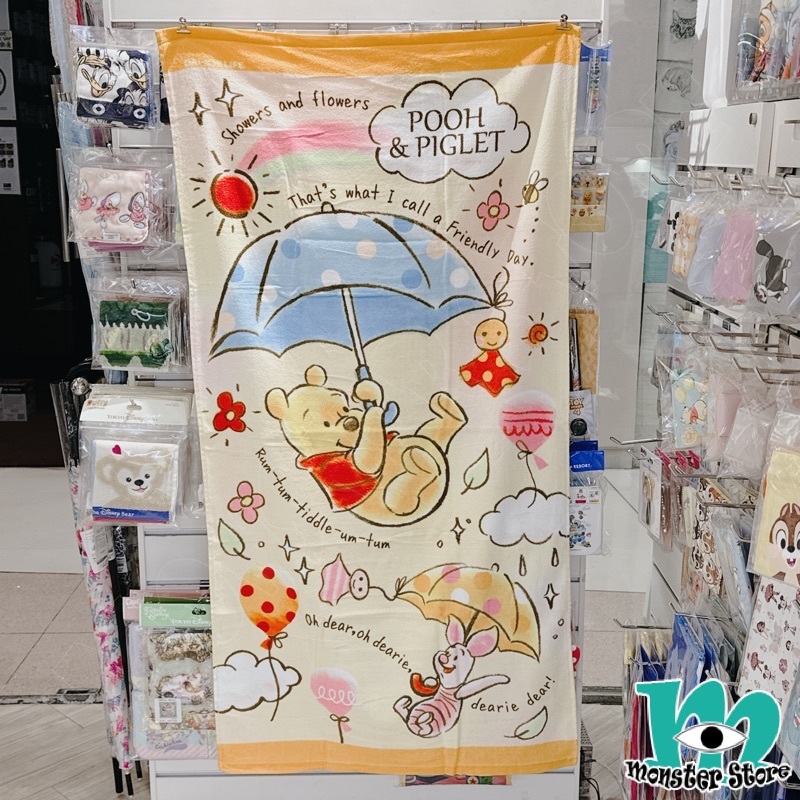 Showers and flowers
POOH
& PIGLET
That's what I call a Friendly Day.
Rum-tum-tiddle-um-tum
Oh dear, oh dearie,
dearie dear!
Disney SEA
monster Store